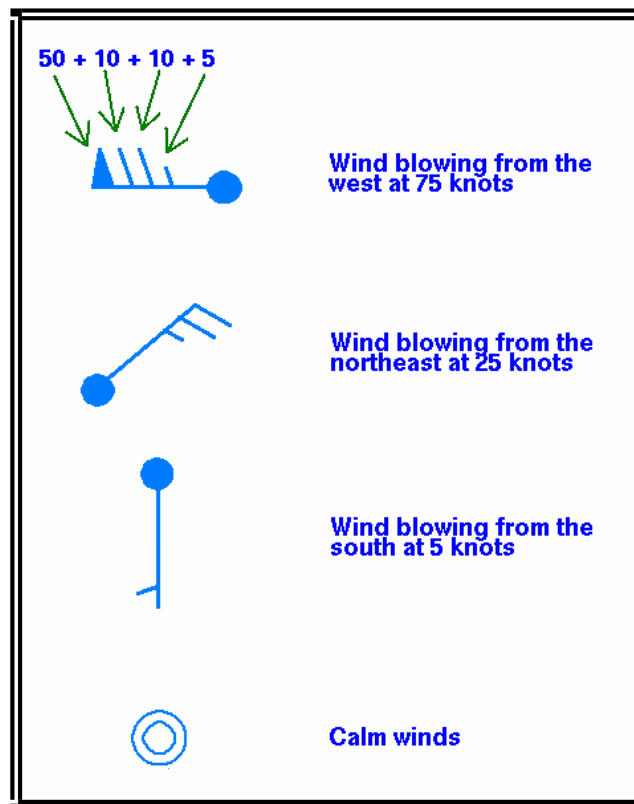 50 + 10 + 10 + 5
Wind blowing from the
west at 75 knots
Wind blowing from the
northeast at 25 knots
Wind blowing from the
south at 5 knots
Calm winds